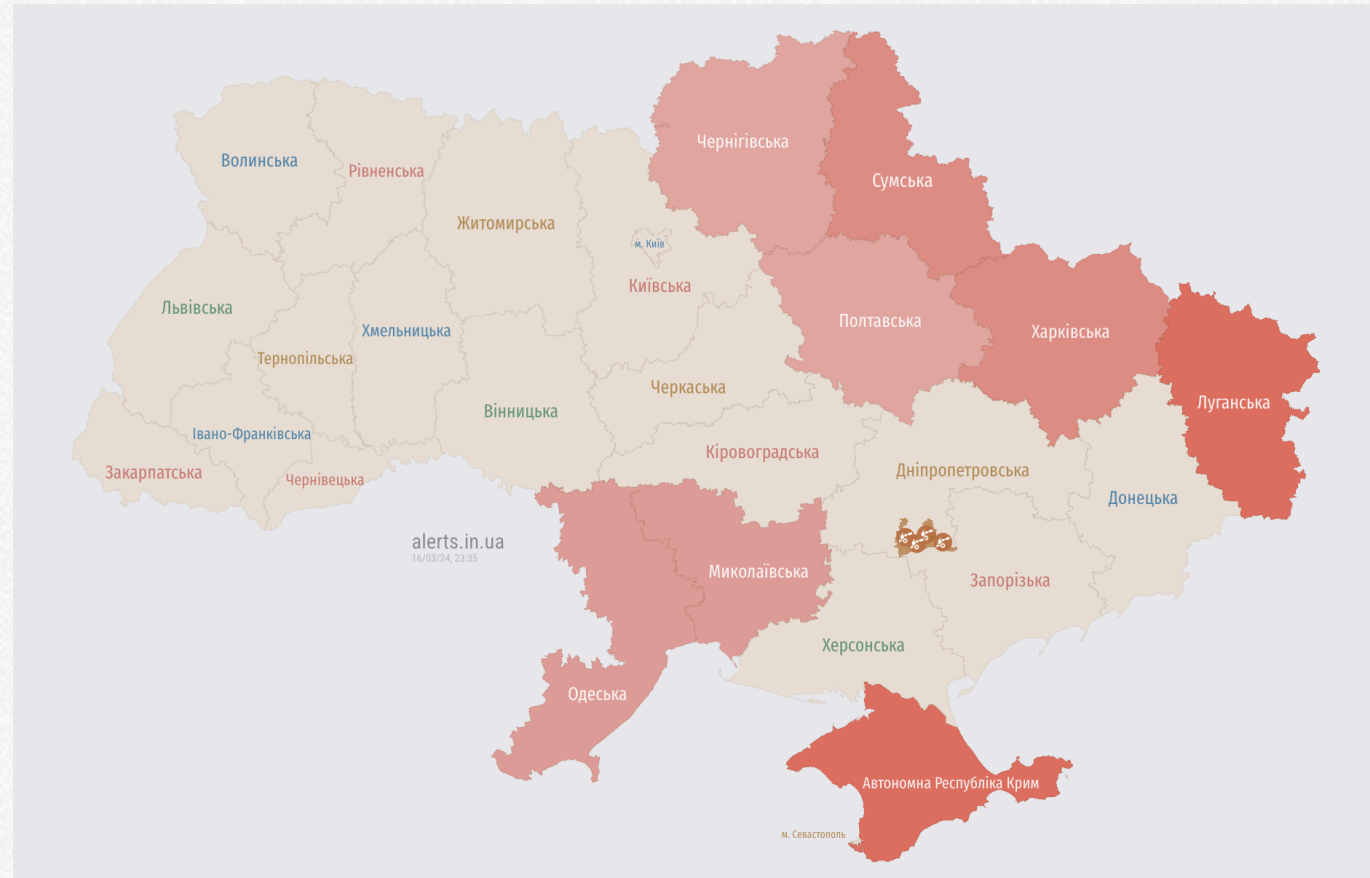 Чернігівська
Волинська
Рівненська
Сумська
Житомирська
м. Київ
Київська
Львівська
Полтавська
Хмельницька
Харківська
Тернопільська
Черкаська
Луганська
Вінницька
Івано-Франківська
Кіровоградська
Закарпатська
Чернівецька
Дніпропетровська
Донецька
alerts.in.ua
16/03/24, 23:35
Миколаївська
Запорізька
Херсонська
Одеська
Автономна Республіка Крим
м. Севастополь